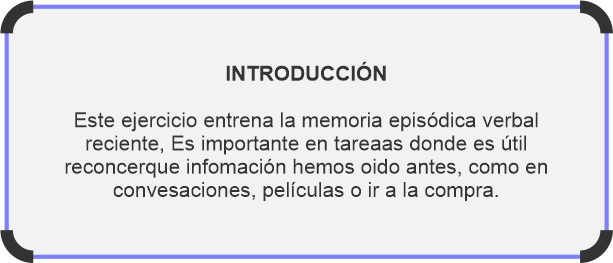 INTRODUCCIÓN
Este ejercicio entrena la memoria episódica verbal
reciente, Es importante en tareaas donde es útil
reconcerque infomación hemos oido antes, como en
convesaciones, películas o ir a la compra.